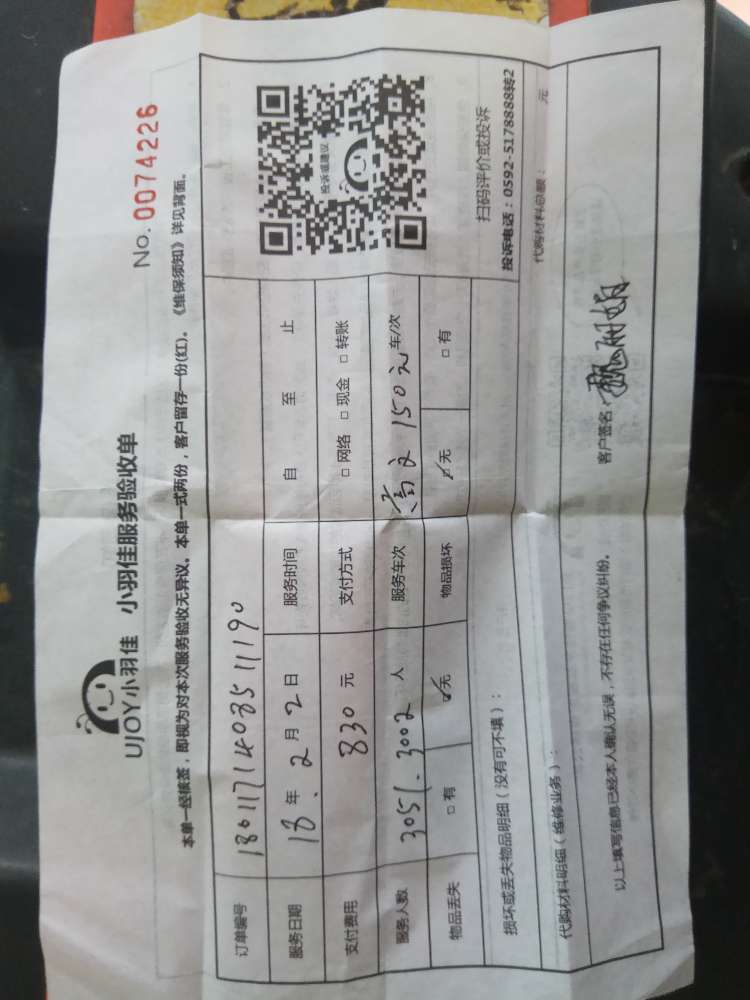 No. 0074226
UJOY小羽佳 小羽佳服务验收单
本单一经核签，即视为对本次服务验收无异议。本单一式两份，客户留存一份(红)。《维保须知》详见背面。
订单编号 180117140835 11190
服务日期 18年 2月 2日 服务时间 自 至 止
支付费用 830 元 支付方式 □ 网络 □ 现金 □ 转账
服务人数 3051.3002 人 服务车次 150元 车/次
物品丢失 □ 有 ☑ 无 物品损坏 ☑ 无 □ 有
投诉或建议
扫码评价或投诉
投诉电话：0592-5178888转2
损坏或丢失物品明细（没有可不填）：
代购材料明细（维修业务）： 代购材料总额： 元
以上填写信息已经本人确认无误，不存在任何争议纠纷。 客户签名：